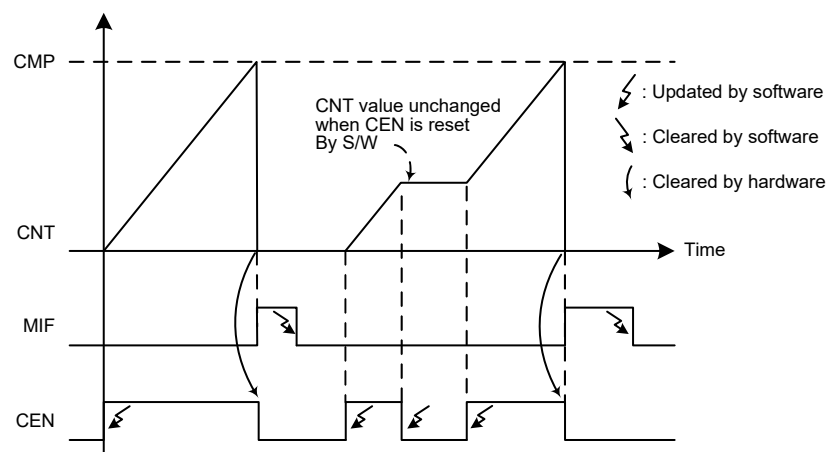 CMP
CNT value unchanged
when CEN is reset
By S/W
: Updated by software
: Cleared by software
: Cleared by hardware
CNT
Time
MIF
CEN